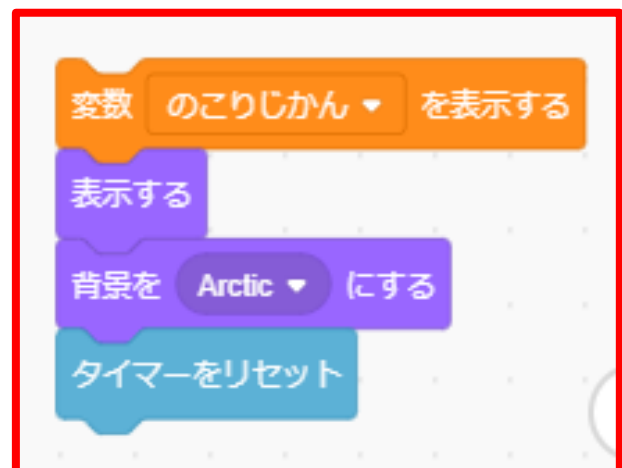 変数 のこりじかん を表示する
表示する
背景を Arctic にする
タイマーをリセット